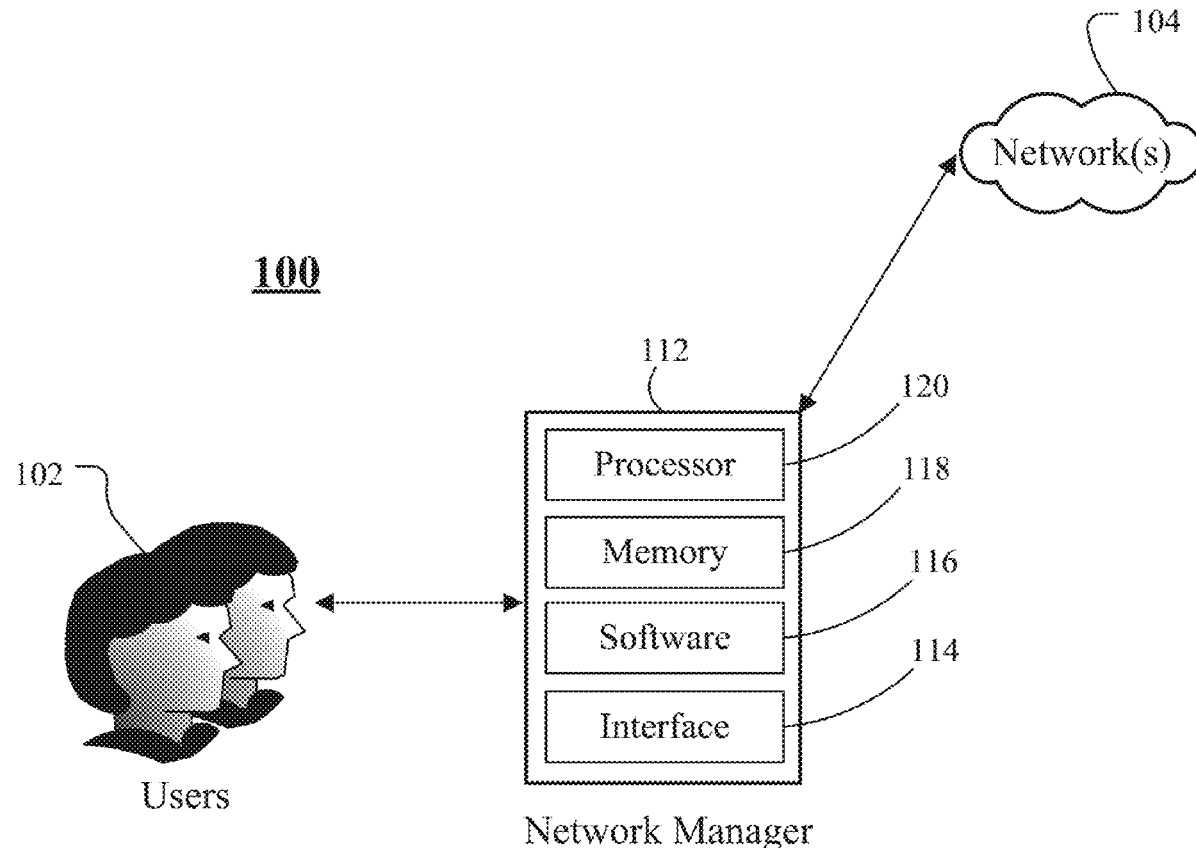 104
Network(s)
100
112
120
Processor
102
118
Memory
116
Software
114
Interface
Users
Network Manager